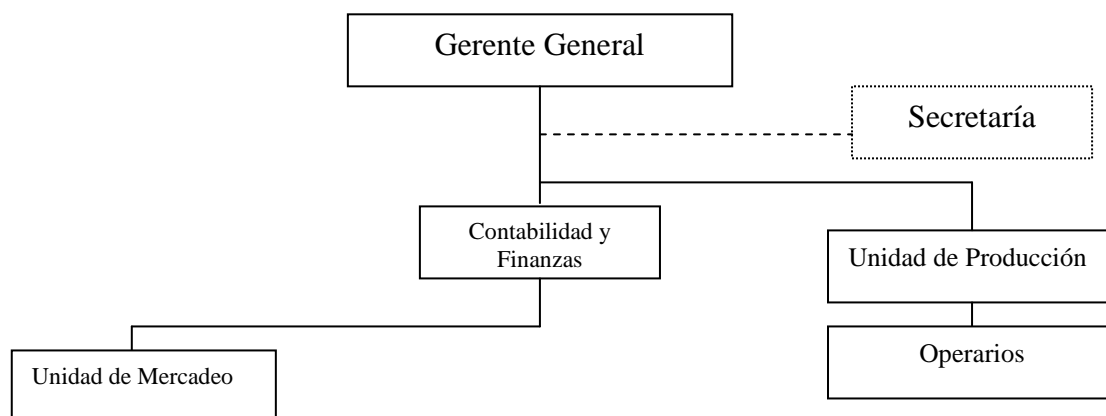 Gerente General
Secretaría
Contabilidad y
Finanzas
Unidad de Producción
Operarios
Unidad de Mercadeo